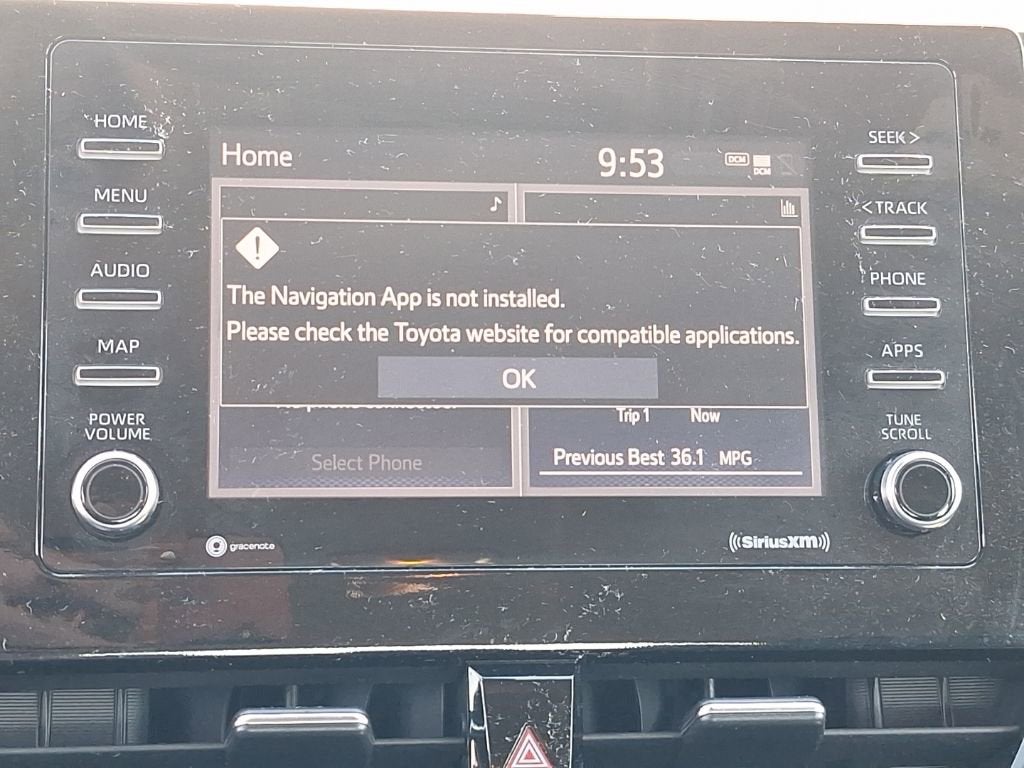 HOME
MENU
AUDIO
MAP
POWER
VOLUME
Home
9:53
DCM
DCM
The Navigation App is not installed.
Please check the Toyota website for compatible applications.
OK
Select Phone
Trip 1 Now
Previous Best 36.1 MPG
gracenote
SiriusXM
SEEK >
< TRACK
PHONE
APPS
TUNE
SCROLL